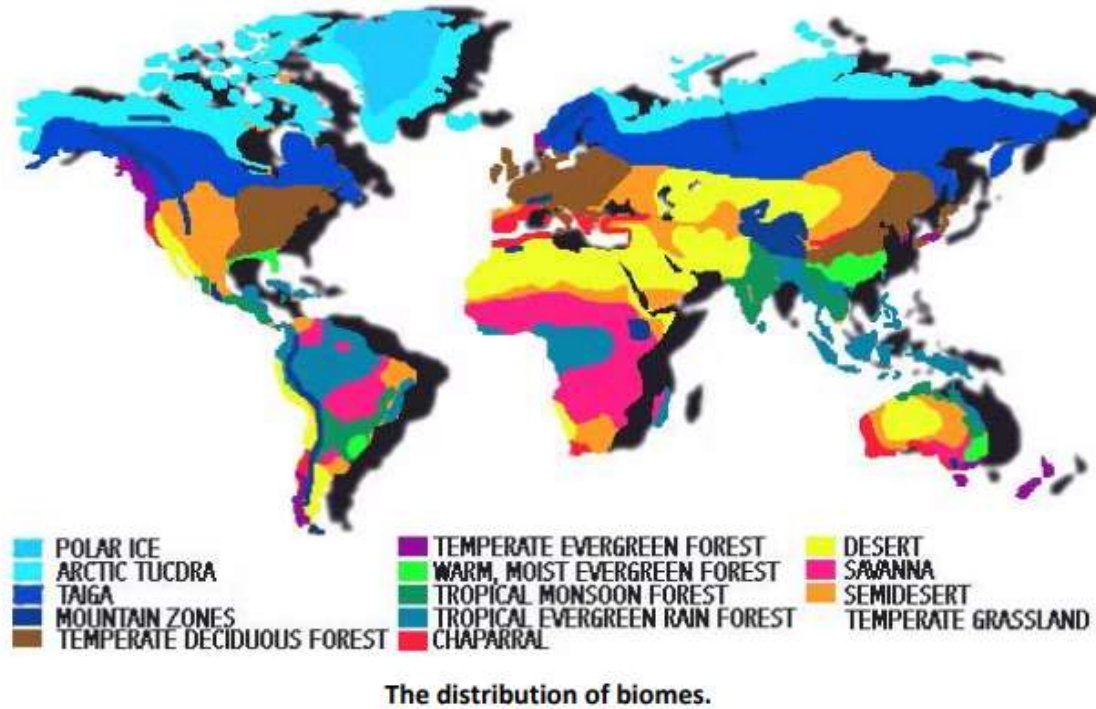 POLAR ICE
ARCTIC TUCDRA
TAIGA
MOUNTAIN ZONES
TEMPERATE DECIDUOUS FOREST
TEMPERATE EVERGREEN FOREST
WARM, MOIST EVERGREEN FOREST
TROPICAL MONSOON FOREST
TROPICAL EVERGREEN RAIN FOREST
CHAPARRAL
DESERT
SAVANNA
SEMIDESERT
TEMPERATE GRASSLAND
The distribution of biomes.